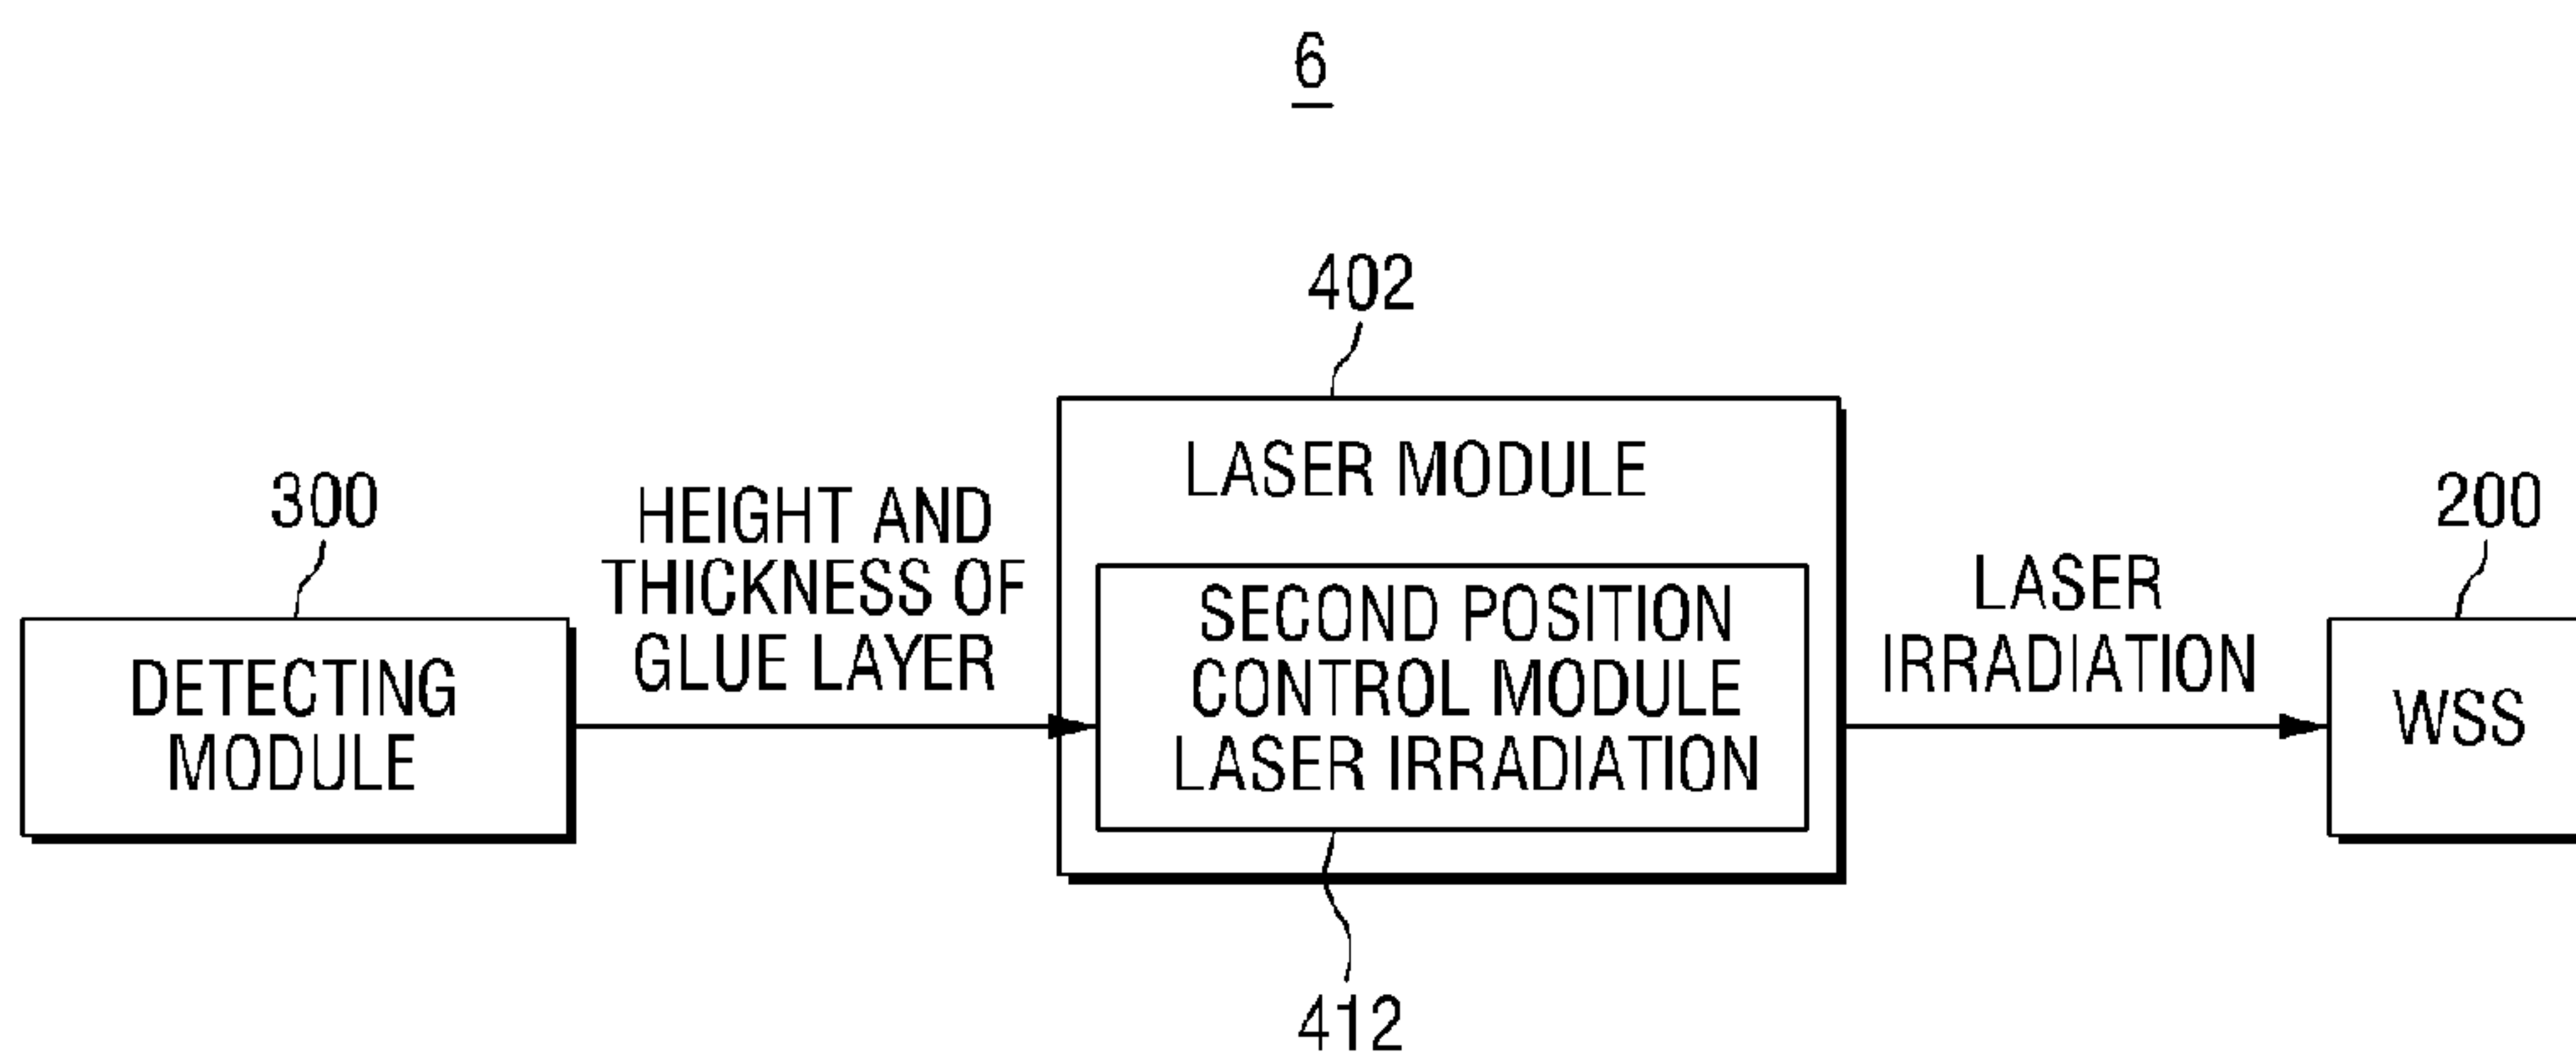 6
402
LASER MODULE
300
HEIGHT AND
THICKNESS OF
GLUE LAYER
200
LASER
IRRADIATION
SECOND POSITION
CONTROL MODULE
LASER IRRADIATION
DETECTING
MODULE
WSS
412